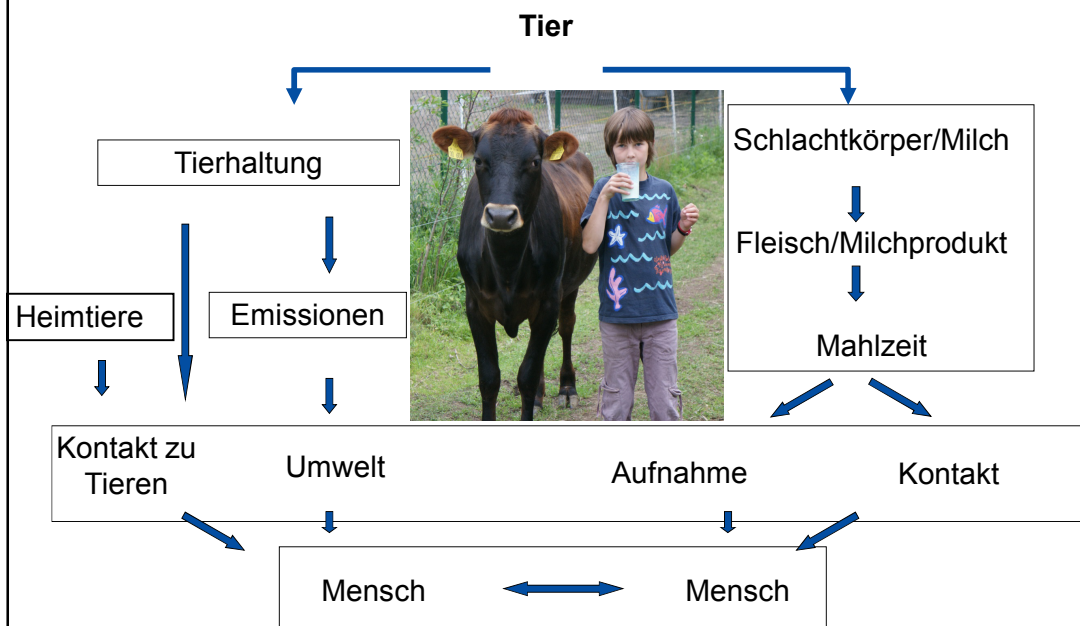 Tier
Tierhaltung
Schlachtkörper/Milch
Fleisch/Milchprodukt
Heimtiere
Emissionen
Mahlzeit
Kontakt zu
Tieren
Umwelt
Aufnahme
Kontakt
Mensch
Mensch